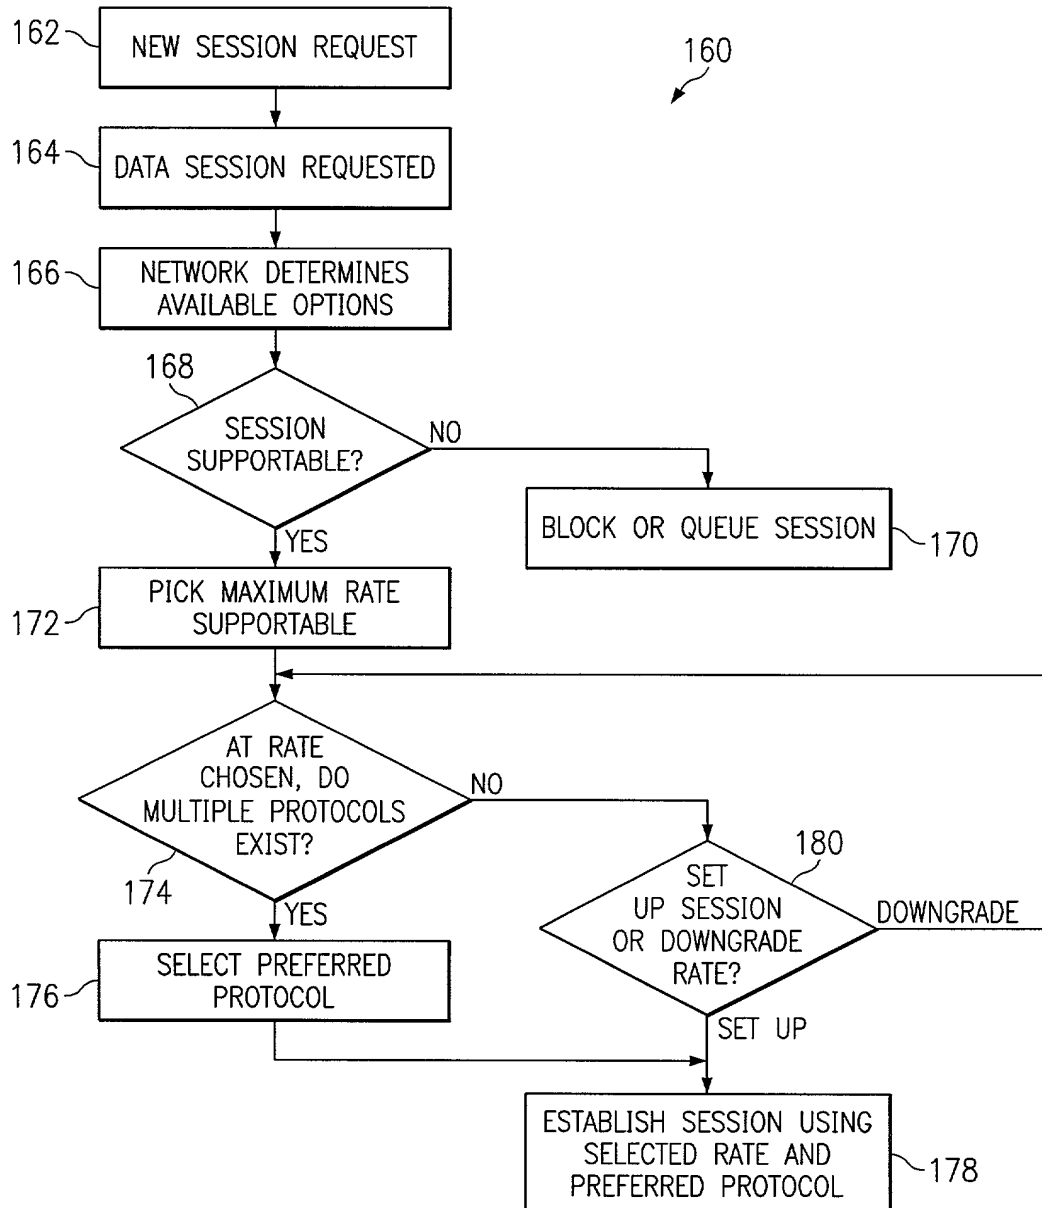 162
NEW SESSION REQUEST
160
164
DATA SESSION REQUESTED
166
NETWORK DETERMINES
AVAILABLE OPTIONS
168
SESSION
SUPPORTABLE?
NO
YES
BLOCK OR QUEUE SESSION
170
172
PICK MAXIMUM RATE
SUPPORTABLE
AT RATE
CHOSEN, DO
MULTIPLE PROTOCOLS
EXIST?
174
NO
YES
180
SET
UP SESSION
OR DOWNGRADE
RATE?
DOWNGRADE
SET UP
176
SELECT PREFERRED
PROTOCOL
ESTABLISH SESSION USING
SELECTED RATE AND
PREFERRED PROTOCOL
178